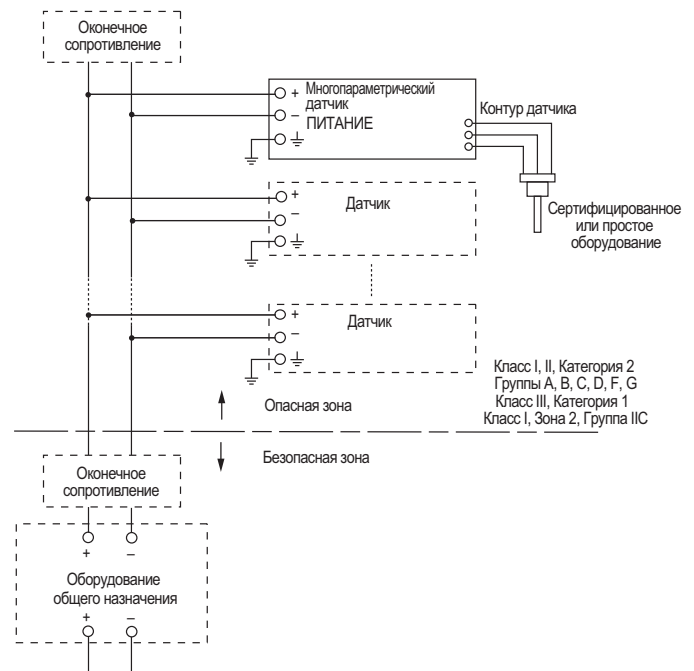 Оконечное
сопротивление
+
Многопараметрический
датчик
–
ПИТАНИЕ
Контур датчика
Сертифицированное
или простое
оборудование
+
Датчик
–
+
Датчик
–
Класс I, II, Категория 2
Группы A, B, C, D, F, G
Класс III, Категория 1
Класс I, Зона 2, Группа IIC
Опасная зона
Безопасная зона
Оконечное
сопротивление
+ –
Оборудование
общего назначения
+ –